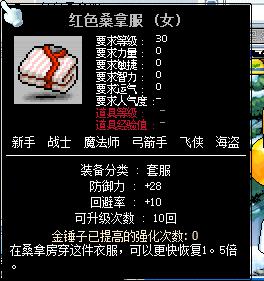 红色桑拿服 (女)
要求等级 : 30
要求力量 : 0
要求敏捷 : 0
要求智力 : 0
要求运气 : 0
要求人气度 : -
道具等级 : -
道具经验值 : -
新手 战士 魔法师 弓箭手 飞侠 海盗
装备分类 : 套服
防御力 : +28
回避率 : +10
可升级次数 : 10回
金锤子已提高的强化次数: 0
在桑拿房穿这件衣服，可以更快恢复1。5倍
。